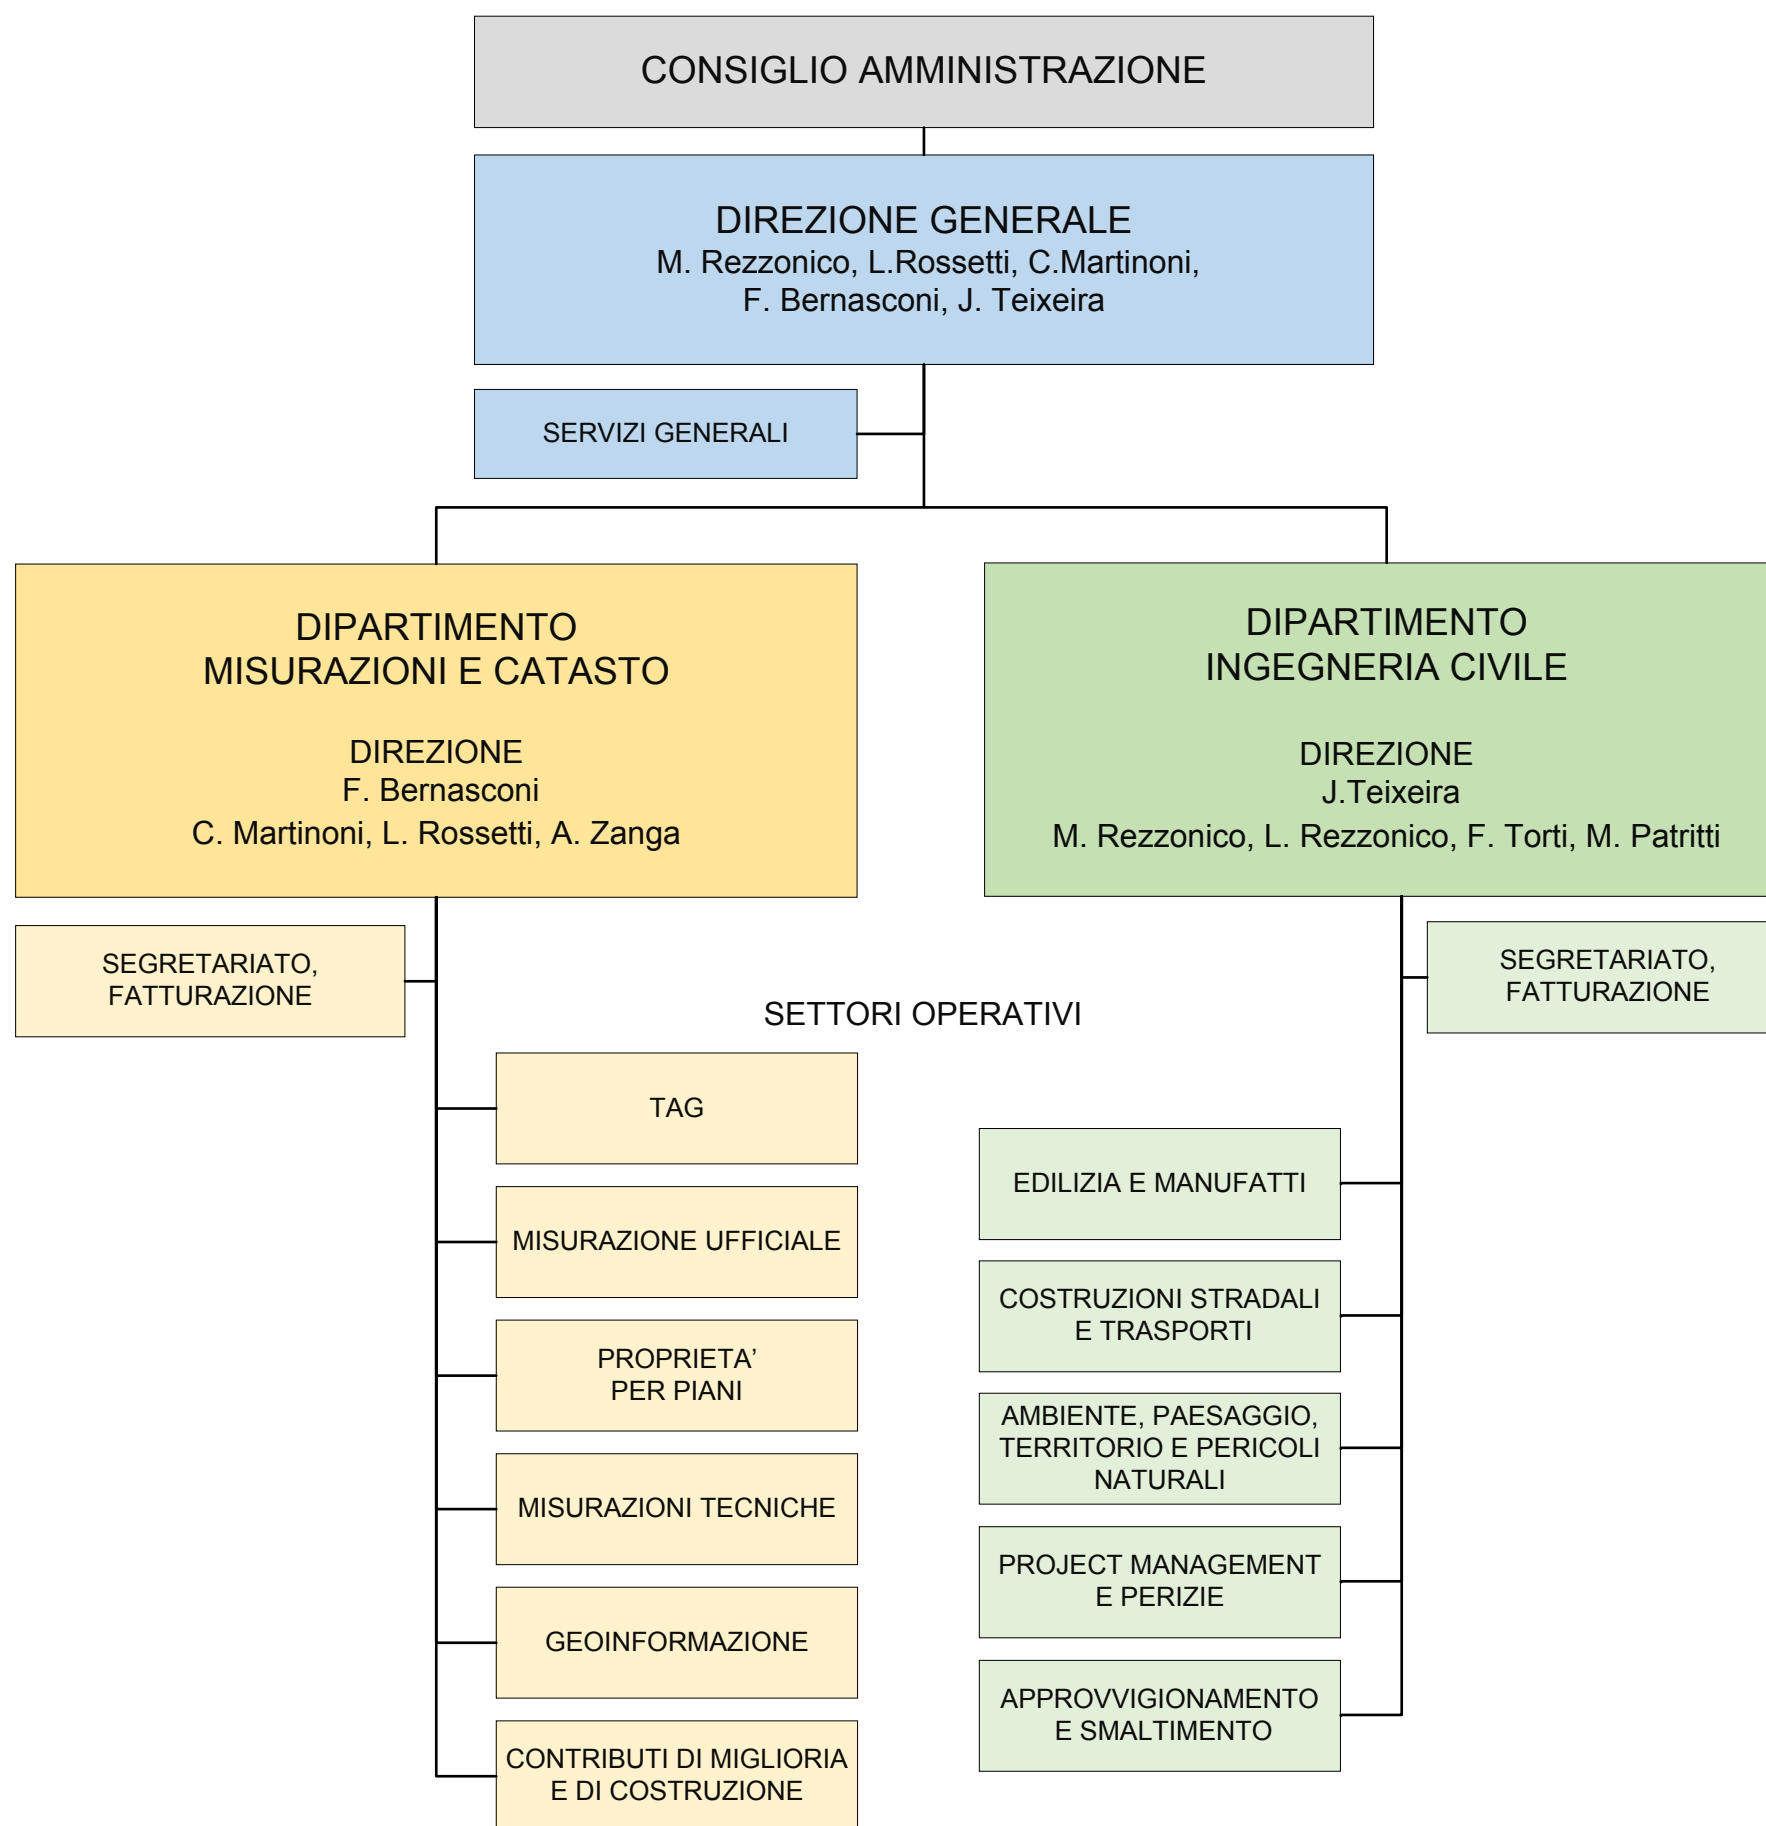 CONSIGLIO AMMINISTRAZIONE
DIREZIONE GENERALE
M. Rezzonico, L.Rossetti, C.Martinoni,
F. Bernasconi, J. Teixeira
SERVIZI GENERALI
DIPARTIMENTO
MISURAZIONI E CATASTO
DIREZIONE
F. Bernasconi
C. Martinoni, L. Rossetti, A. Zanga
DIPARTIMENTO
INGEGNERIA CIVILE
DIREZIONE
J.Teixeira
M. Rezzonico, L. Rezzonico, F. Torti, M. Patritti
SEGRETARIATO,
FATTURAZIONE
SEGRETARIATO,
FATTURAZIONE
SETTORI OPERATIVI
TAG
MISURAZIONE UFFICIALE
PROPRIETA’
PER PIANI
MISURAZIONI TECNICHE
GEOINFORMAZIONE
CONTRIBUTI DI MIGLIORIA
E DI COSTRUZIONE
EDILIZIA E MANUFATTI
COSTRUZIONI STRADALI
E TRASPORTI
AMBIENTE, PAESAGGIO,
TERRITORIO E PERICOLI
NATURALI
PROJECT MANAGEMENT
E PERIZIE
APPROVVIGIONAMENTO
E SMALTIMENTO